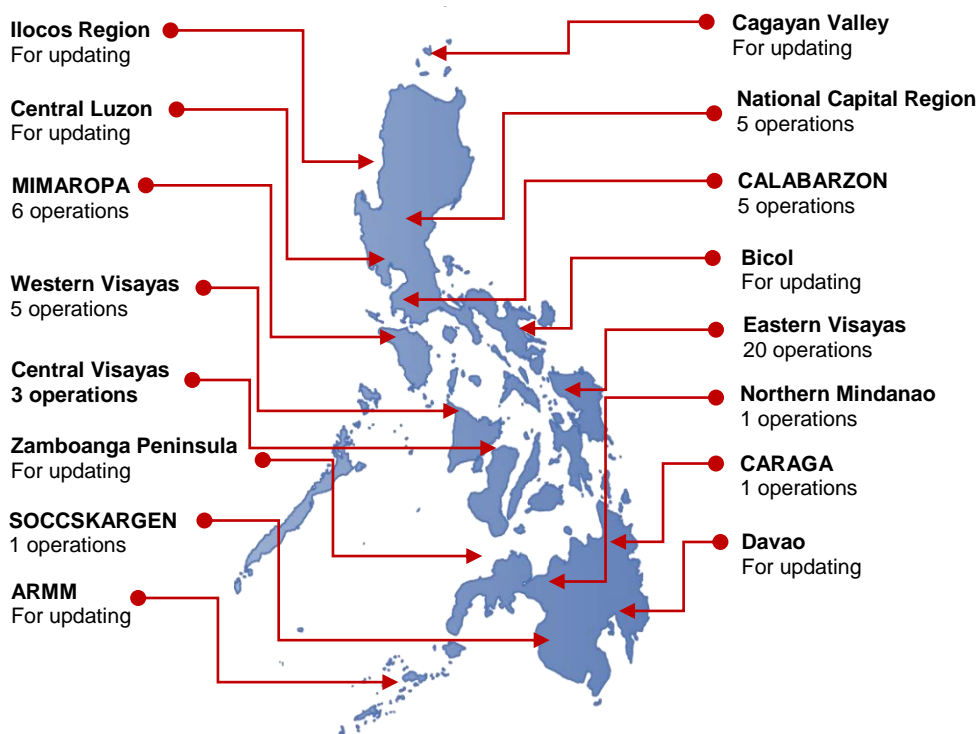 Ilocos Region
For updating
Central Luzon
For updating
MIMAROPA
6 operations
Western Visayas
5 operations
Central Visayas
3 operations
Zamboanga Peninsula
For updating
SOCCSKARGEN
1 operations
ARMM
For updating
Cagayan Valley
For updating
National Capital Region
5 operations
CALABARZON
5 operations
Bicol
For updating
Eastern Visayas
20 operations
Northern Mindanao
1 operations
CARAGA
1 operations
Davao
For updating